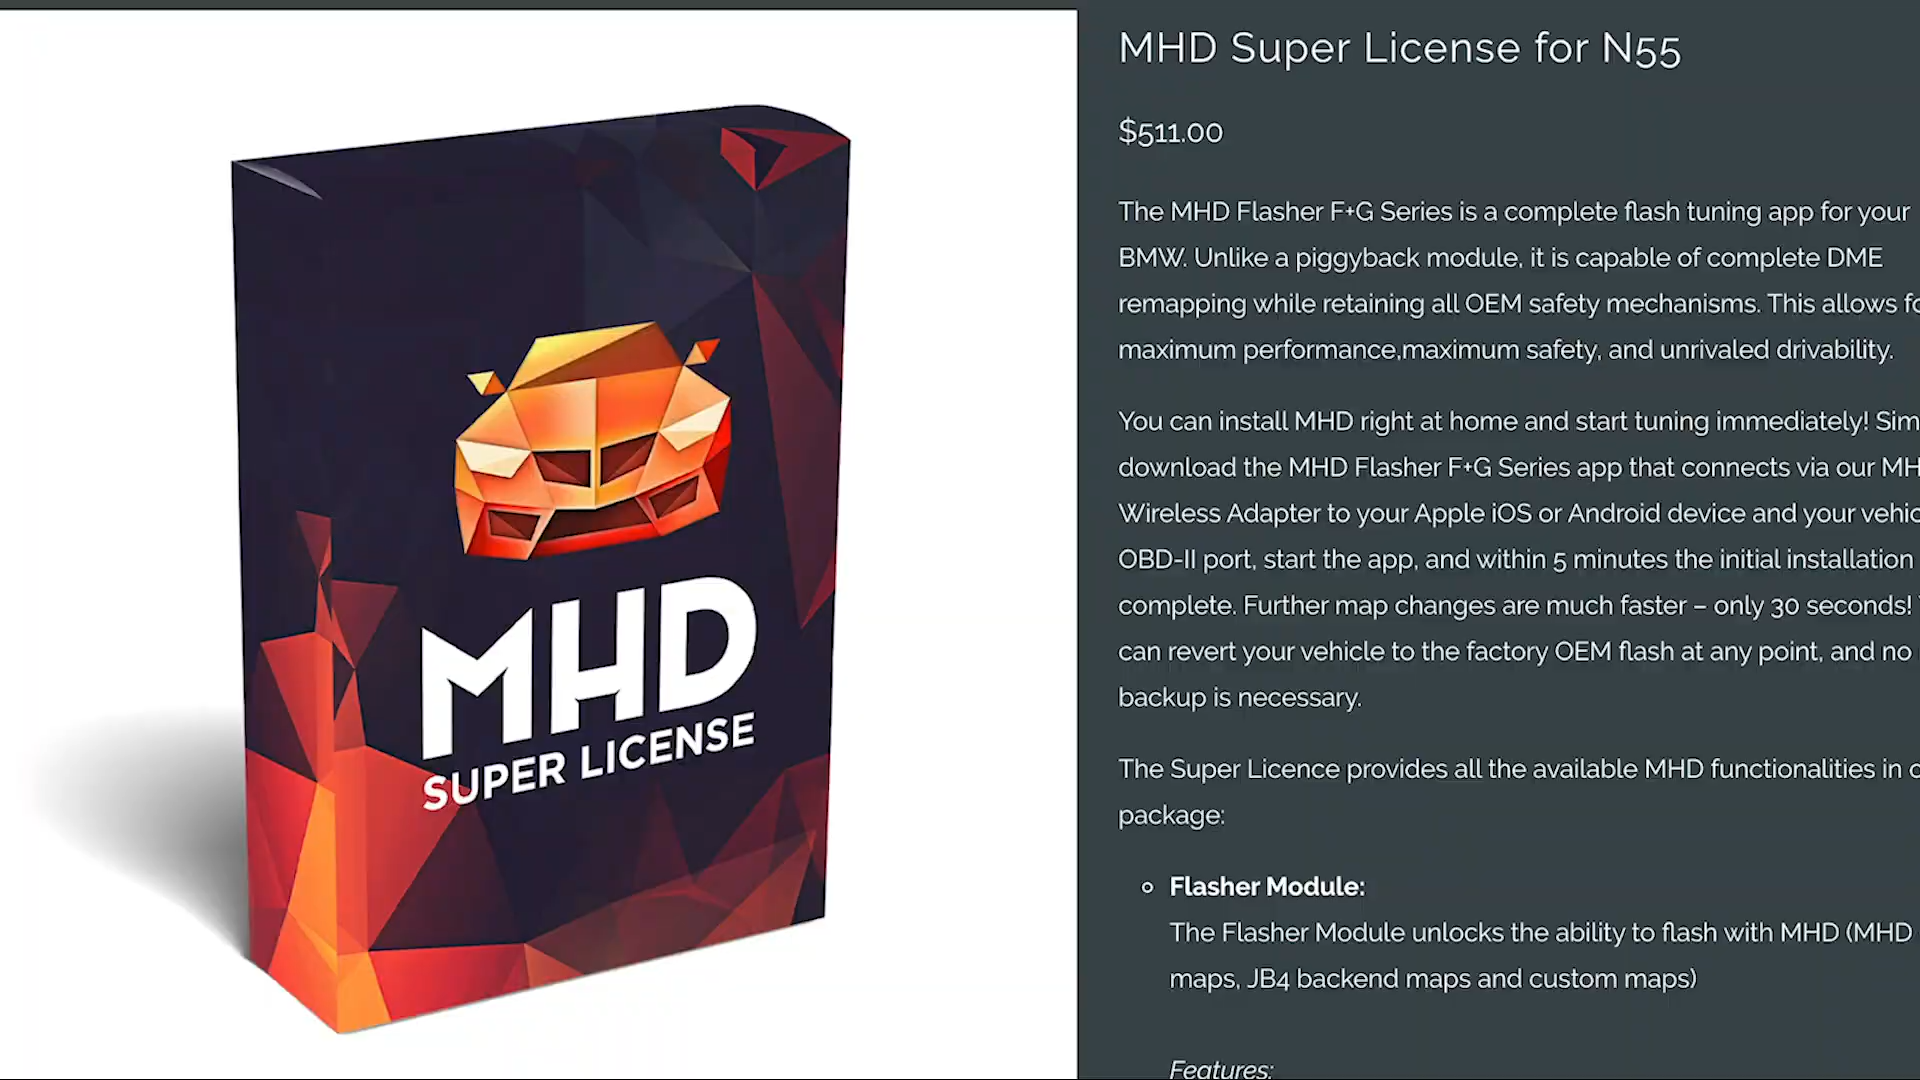 MHD Super License for N55
$511.00
The MHD Flasher F+G Series is a complete flash tuning app for your
BMW. Unlike a piggyback module, it is capable of complete DME
remapping while retaining all OEM safety mechanisms. This allows
maximum performance,maximum safety, and unrivaled drivability.
You can install MHD right at home and start tuning immediately!
download the MHD Flasher F+G Series app that connects via our
Wireless Adapter to your Apple iOS or Android device and your
OBD-II port, start the app, and within 5 minutes the initial installation
complete. Further map changes are much faster – only 30 seconds!
can revert your vehicle to the factory OEM flash at any point, and no
backup is necessary.
The Super Licence provides all the available MHD functionalities in
package:
Flasher Module:
The Flasher Module unlocks the ability to flash with MHD (MHD
maps, JB4 backend maps and custom maps)
Features:
MHD
SUPER LICENSE